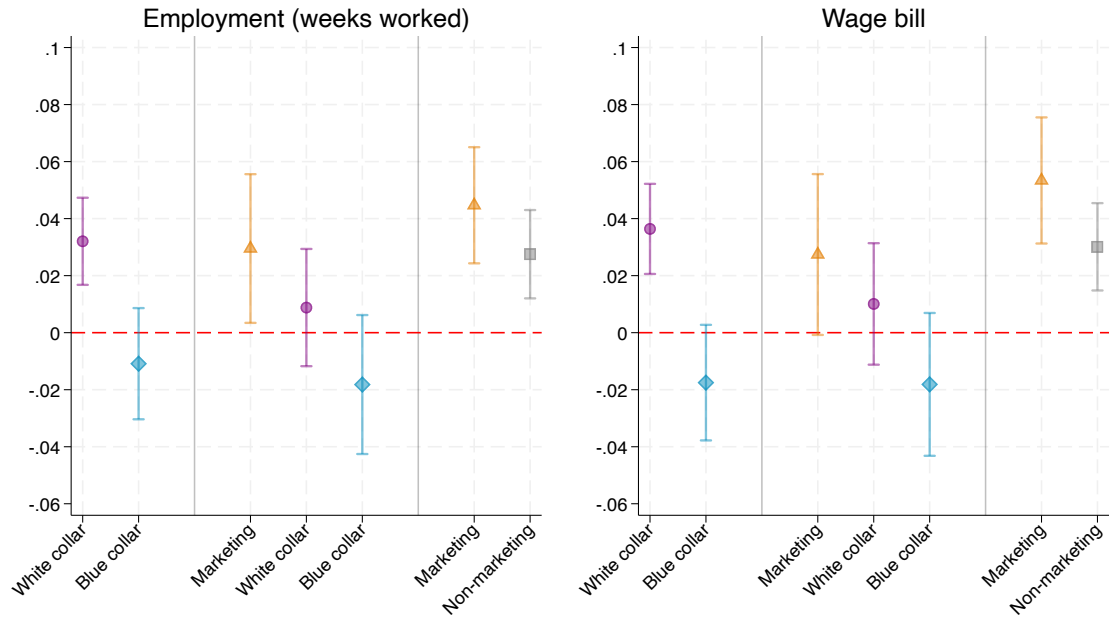 Employment (weeks worked)
.1
.08
.06
.04
.02
0
-.02
-.04
-.06
White collar
Blue collar
Marketing
White collar
Blue collar
Marketing
Non-marketing
Wage bill
.1
.08
.06
.04
.02
0
-.02
-.04
-.06
White collar
Blue collar
Marketing
White collar
Blue collar
Marketing
Non-marketing